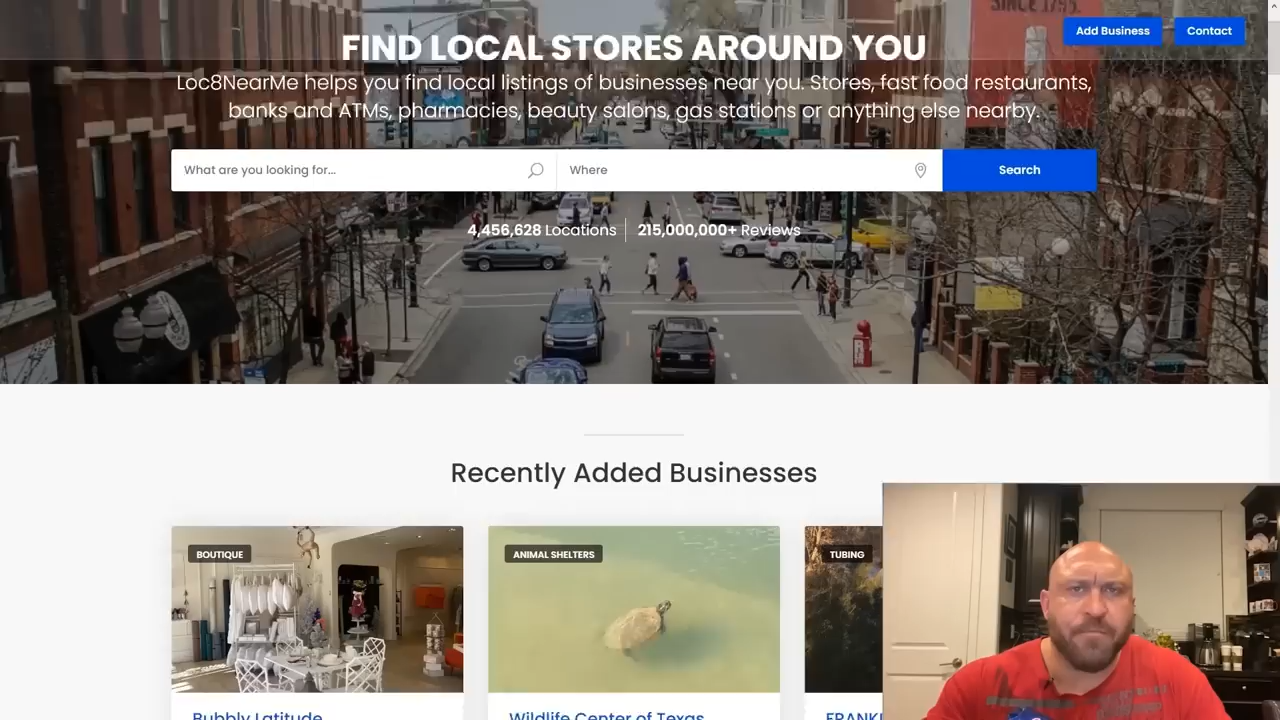 SINCE 1795.
Add Business
Contact
FIND LOCAL STORES AROUND YOU
Loc8NearMe helps you find local listings of businesses near you. Stores, fast food restaurants,
banks and ATMs, pharmacies, beauty salons, gas stations or anything else nearby.
What are you looking for...
Where
Search
4,456,628 Locations
215,000,000+ Reviews
Recently Added Businesses
BOUTIQUE
ANIMAL SHELTERS
TUBING
Bubbly Latitude
Wildlife Center of Texas